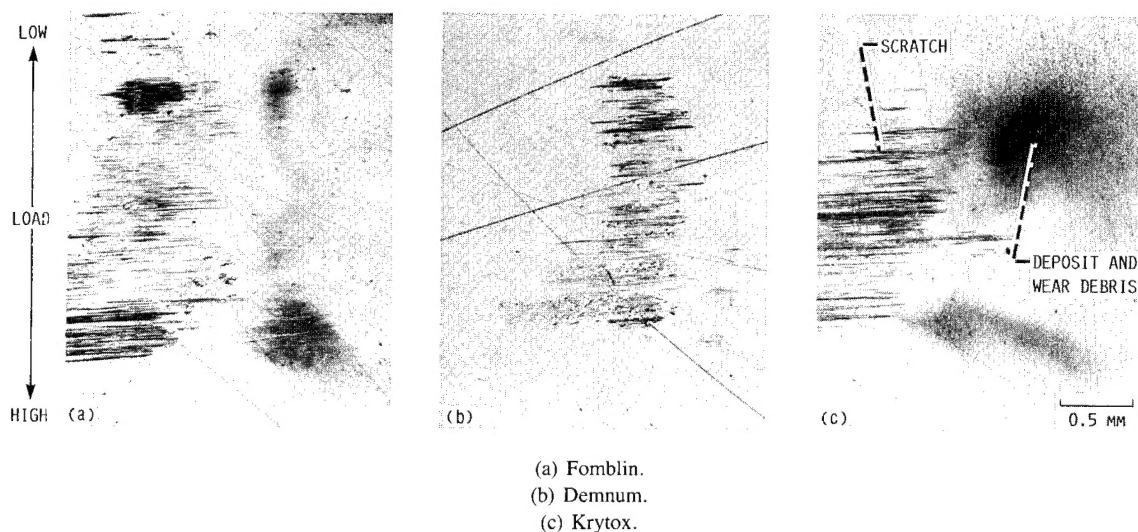 LOW
LOAD
HIGH
(a)
(b)
SCRATCH
DEPOSIT AND
WEAR DEBRIS
(c)
0.5 MM
(a) Fomblin.
(b) Demnum.
(c) Krytox.